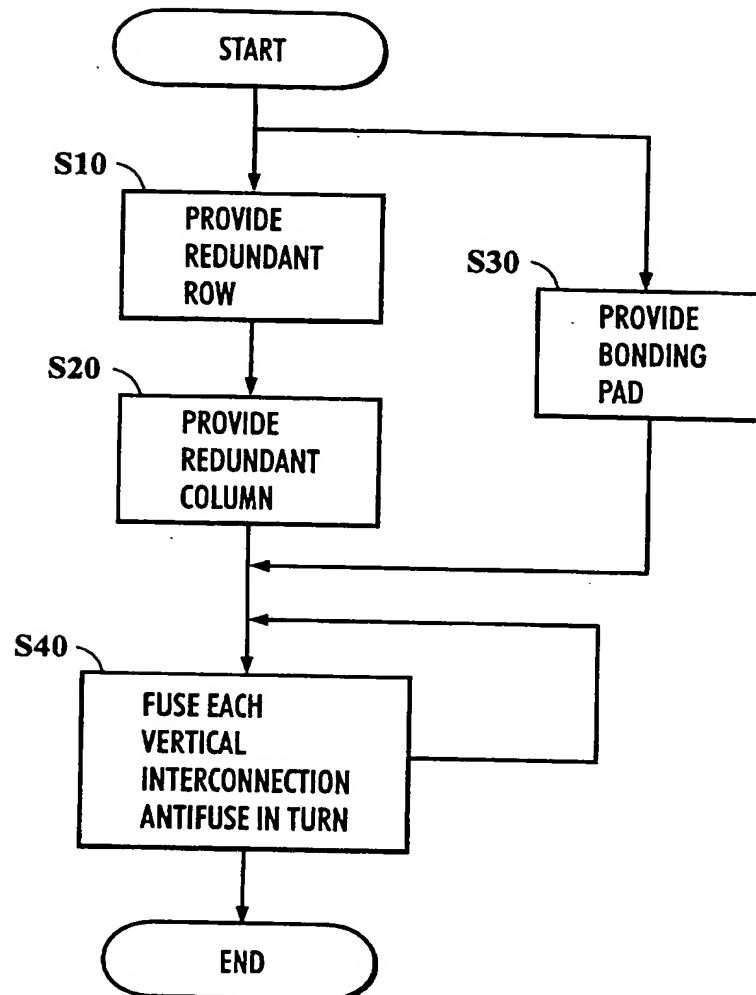 START
S10
PROVIDE
REDUNDANT
ROW
S30
PROVIDE
BONDING
PAD
S20
PROVIDE
REDUNDANT
COLUMN
S40
FUSE EACH
VERTICAL
INTERCONNECTION
ANTIFUSE IN TURN
END